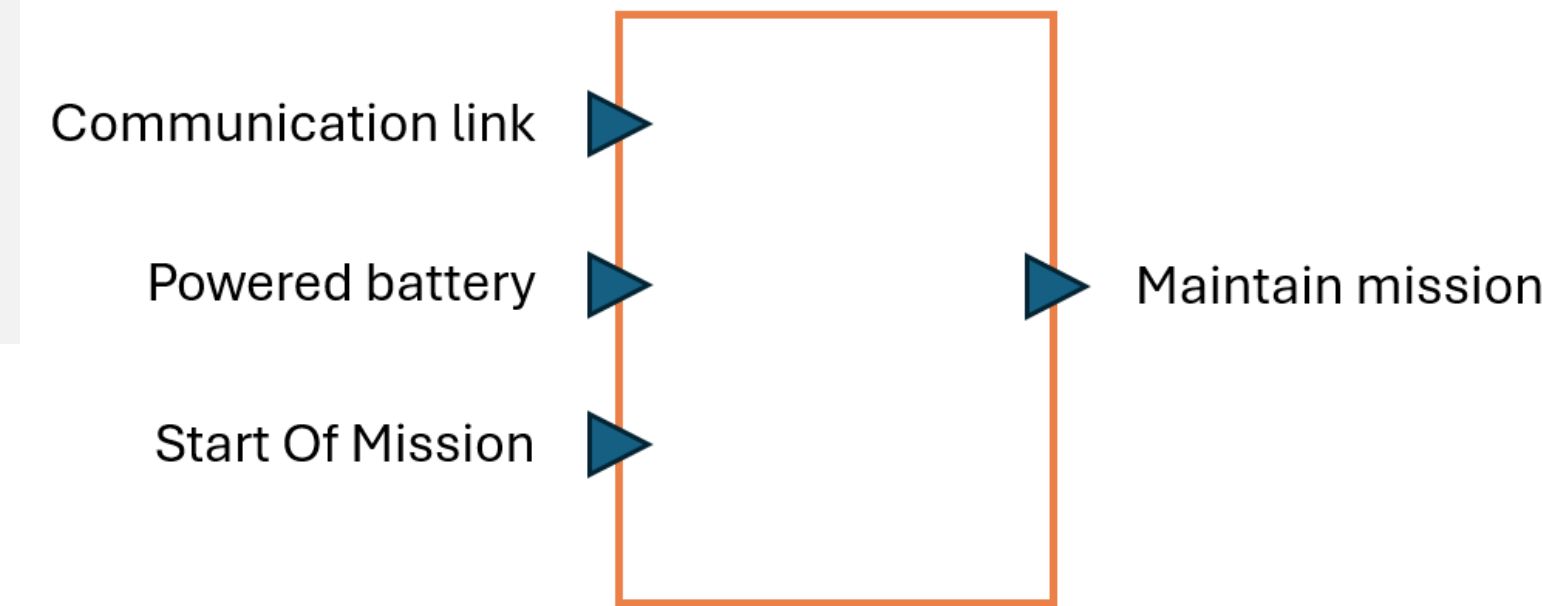 Communication link
Powered battery
Maintain mission
Start Of Mission